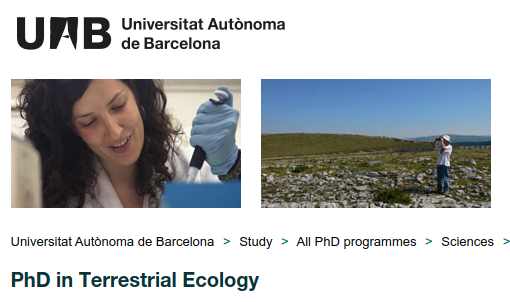 UAB
Universitat Autònoma
de Barcelona
Universitat Autònoma de Barcelona > Study > All PhD programmes > Sciences >
PhD in Terrestrial Ecology